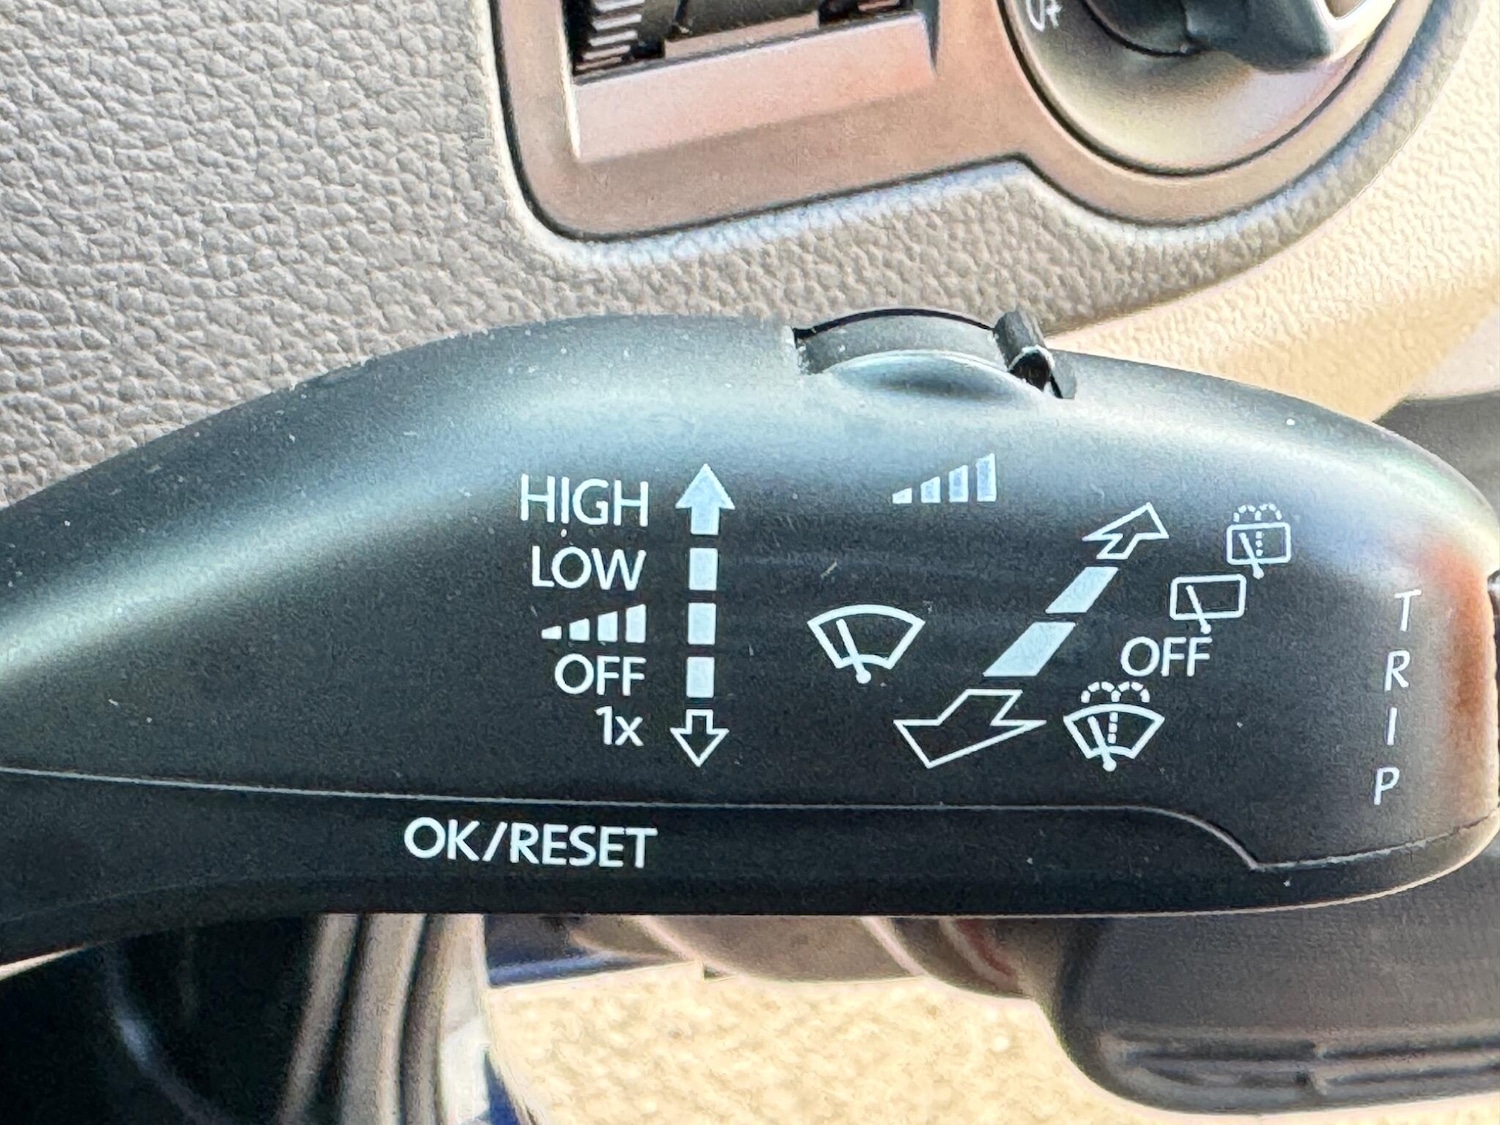 HIGH
LOW
OFF
1x
OFF
TRIP
OK/RESET